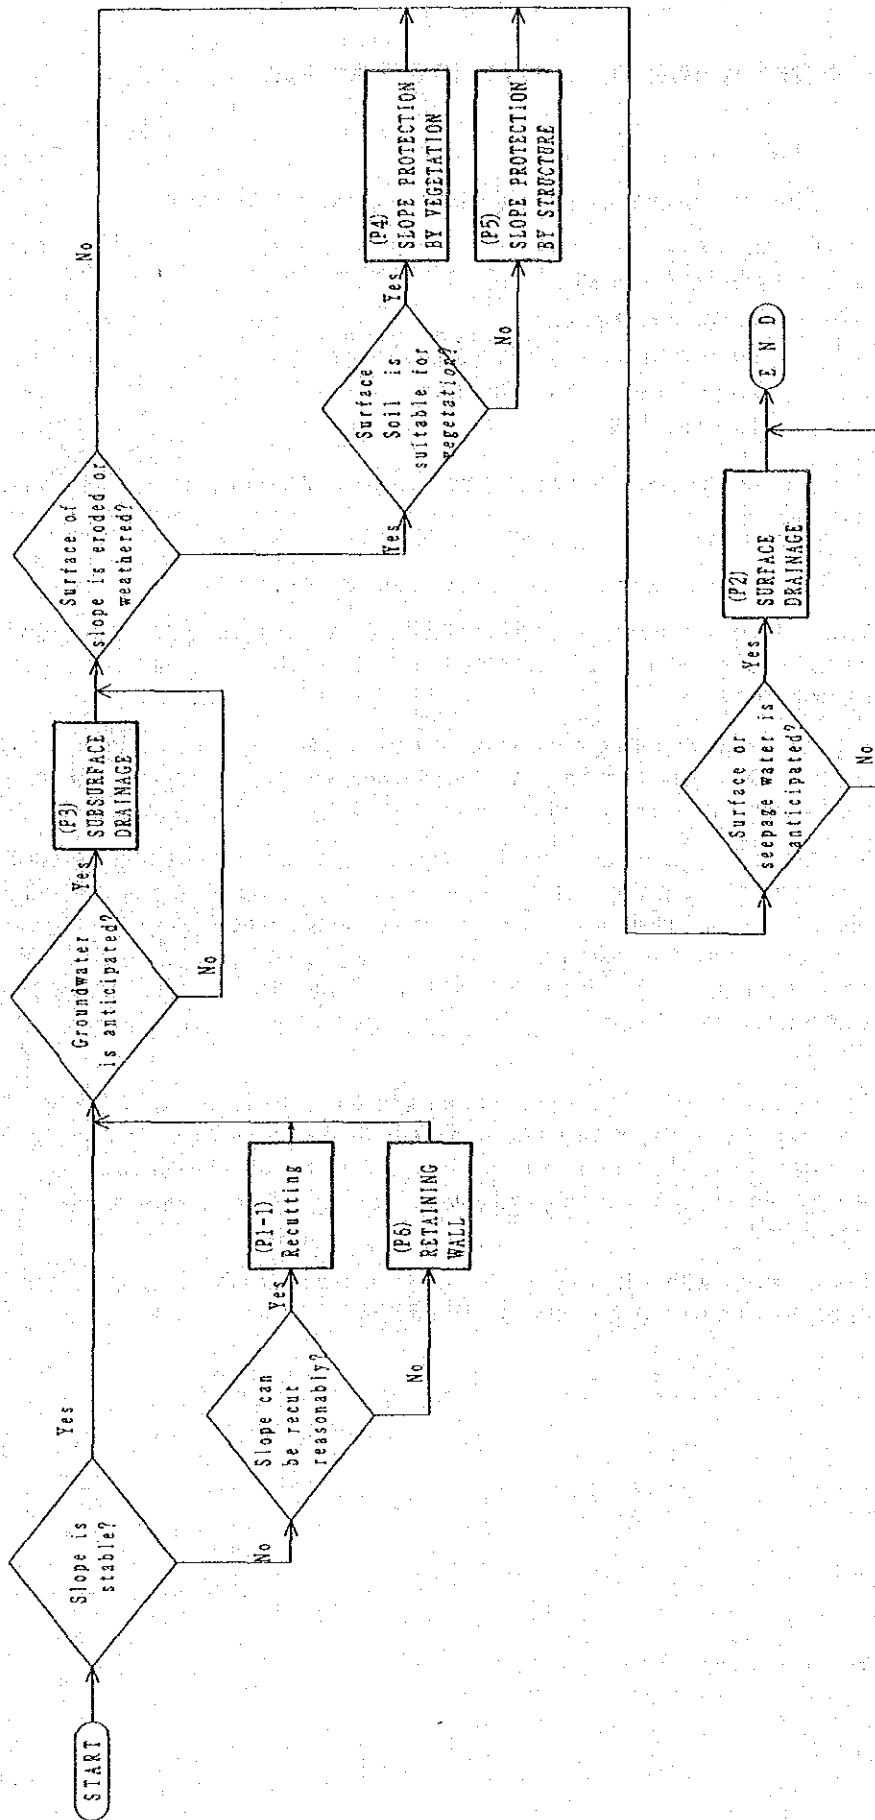 START
Slope is
stable?
Yes
No
Slope can
be recut
reasonably?
Yes
(P1-1)
Recutting
No
(P6)
RETAINING
WALL
Groundwater
is anticipated?
Yes
(P3)
SUBSURFACE
DRAINAGE
No
Surface of
slope is eroded or
weathered?
No
Yes
Surface
Soil is
suitable for
vegetation?
Yes
(P4)
SLOPE PROTECTION
BY VEGETATION
No
(P5)
SLOPE PROTECTION
BY STRUCTURE
Surface or
seepage water is
anticipated?
Yes
(P2)
SURFACE
DRAINAGE
No
END